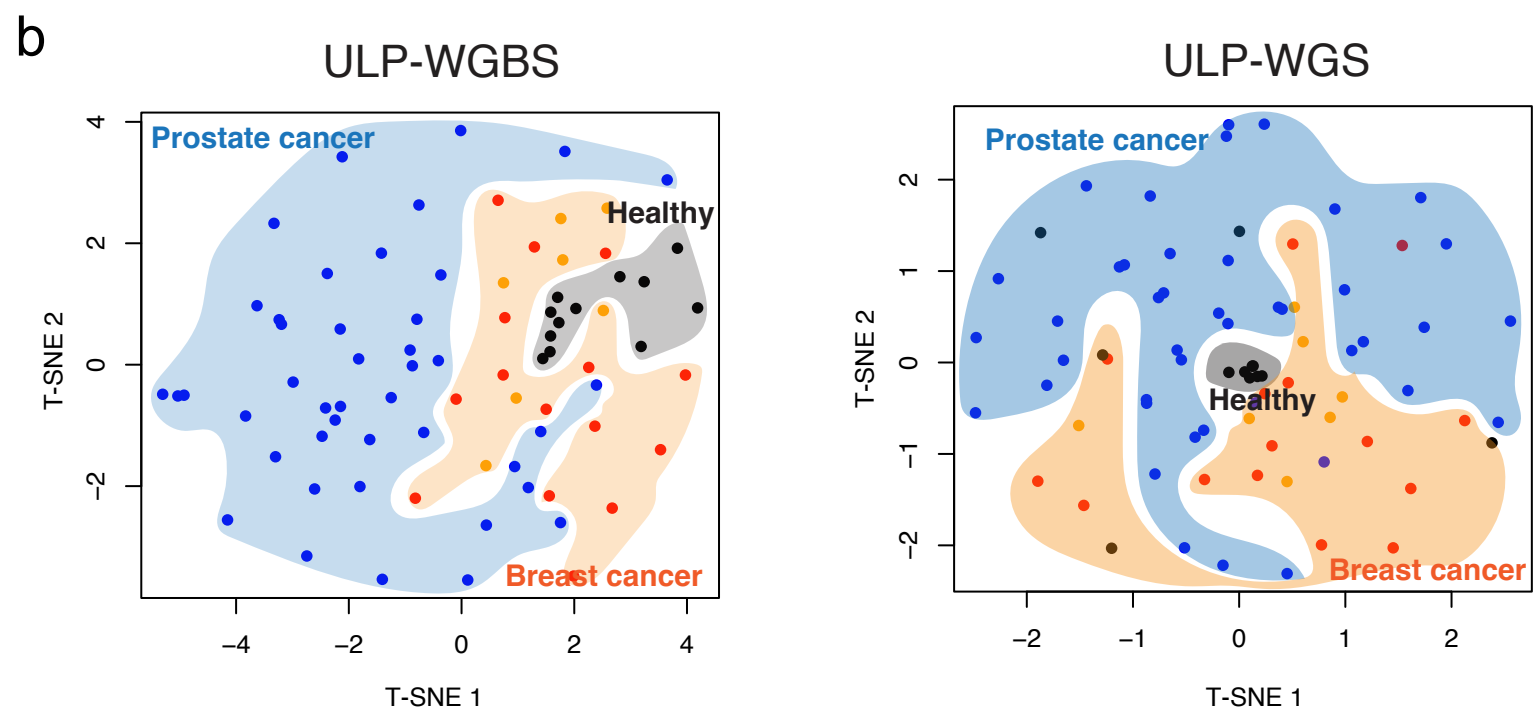 b
ULP-WGBS
ULP-WGS
Prostate cancer
Healthy
Breast cancer
4
2
0
−2
T-SNE 2
−4
−2
0
2
4
T-SNE 1
Prostate cancer
Healthy
Breast cancer
2
1
0
−1
−2
T-SNE 2
−2
−1
0
1
2
T-SNE 1